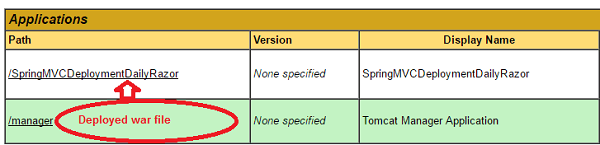 Applications
Path Version Display Name
/SpringMVCDeploymentDailyRazor None specified SpringMVCDeploymentDailyRazor
/manager Deployed war file None specified Tomcat Manager Application